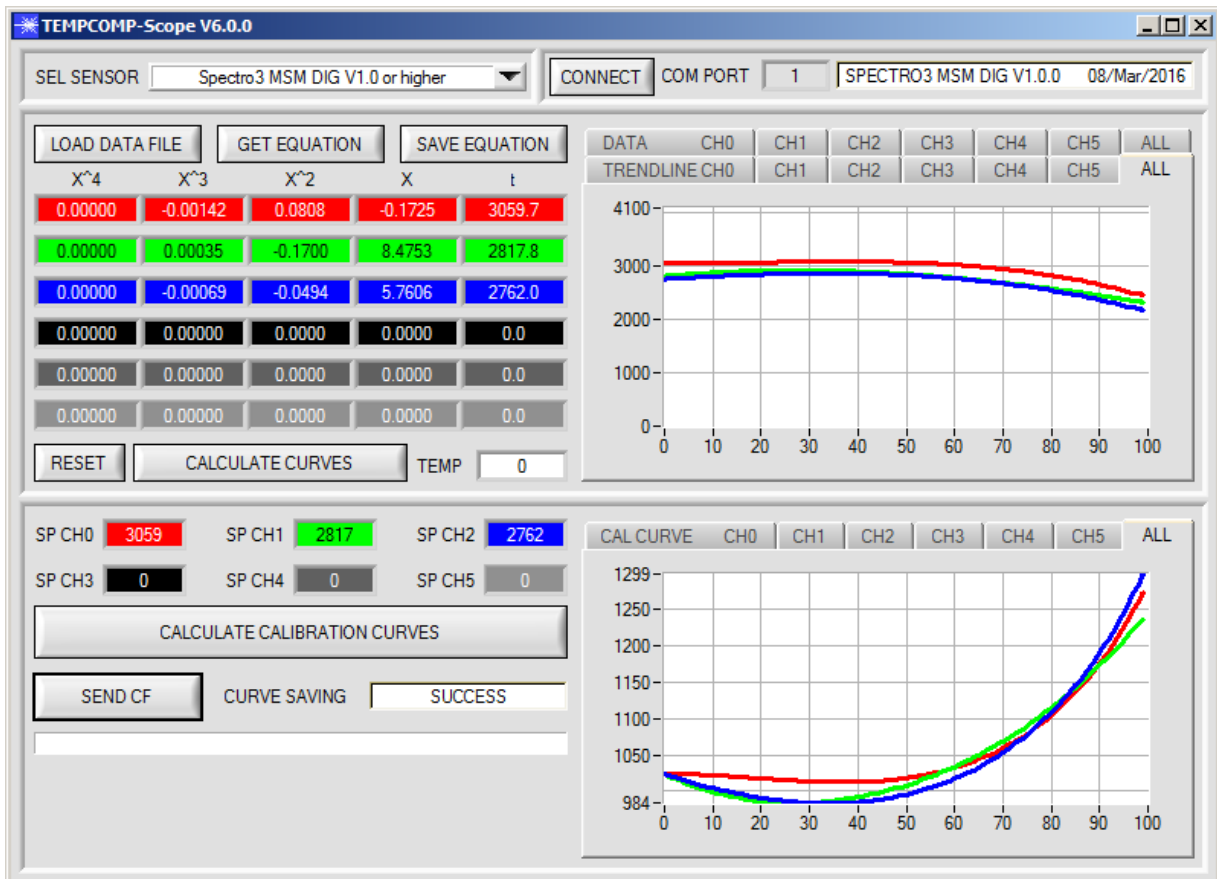 TEMPCOMP-Scope V6.0.0
SEL SENSOR Spectro3 MSM DIG V1.0 or higher CONNECT COM PORT 1 SPECTRO3 MSM DIG V1.0.0 08/Mar/2016
LOAD DATA FILE GET EQUATION SAVE EQUATION
X^4 X^3 X^2 X t
0.00000 -0.00142 0.0808 -0.1725 3059.7
0.00000 0.00035 -0.1700 8.4753 2817.8
0.00000 -0.00069 -0.0494 5.7606 2762.0
0.00000 0.00000 0.0000 0.0000 0.0
0.00000 0.00000 0.0000 0.0000 0.0
0.00000 0.00000 0.0000 0.0000 0.0
RESET CALCULATE CURVES TEMP 0
DATA CH0 CH1 CH2 CH3 CH4 CH5 ALL
TRENDLINE CH0 CH1 CH2 CH3 CH4 CH5 ALL
4100
3000
2000
1000
0
0 10 20 30 40 50 60 70 80 90 100
SP CH0 3059 SP CH1 2817 SP CH2 2762
SP CH3 0 SP CH4 0 SP CH5 0
CALCULATE CALIBRATION CURVES
SEND CF CURVE SAVING SUCCESS
CAL CURVE CH0 CH1 CH2 CH3 CH4 CH5 ALL
1299
1250
1200
1150
1100
1050
984
0 10 20 30 40 50 60 70 80 90 100